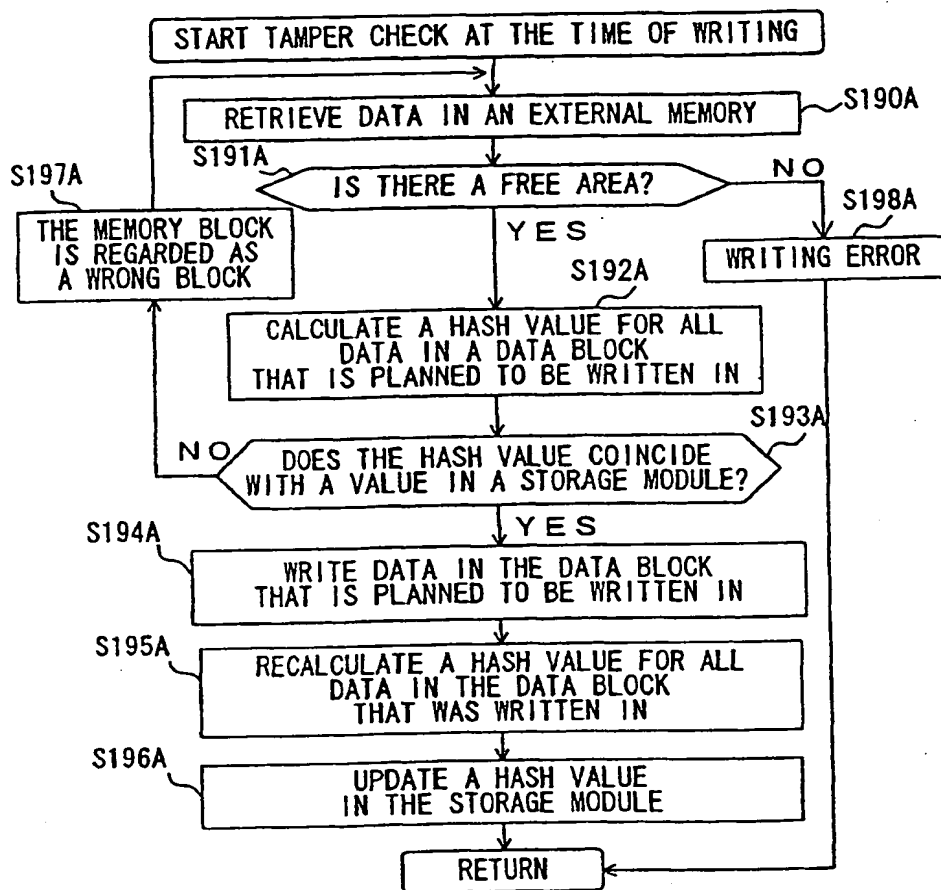 START TAMPER CHECK AT THE TIME OF WRITING
RETRIEVE DATA IN AN EXTERNAL MEMORY
S190A
S191A
IS THERE A FREE AREA?
NO
S197A
THE MEMORY BLOCK
IS REGARDED AS
A WRONG BLOCK
YES
S198A
WRITING ERROR
S192A
CALCULATE A HASH VALUE FOR ALL
DATA IN A DATA BLOCK
THAT IS PLANNED TO BE WRITTEN IN
S193A
NO
DOES THE HASH VALUE COINCIDE
WITH A VALUE IN A STORAGE MODULE?
YES
S194A
WRITE DATA IN THE DATA BLOCK
THAT IS PLANNED TO BE WRITTEN IN
S195A
RECALCULATE A HASH VALUE FOR ALL
DATA IN THE DATA BLOCK
THAT WAS WRITTEN IN
S196A
UPDATE A HASH VALUE
IN THE STORAGE MODULE
RETURN